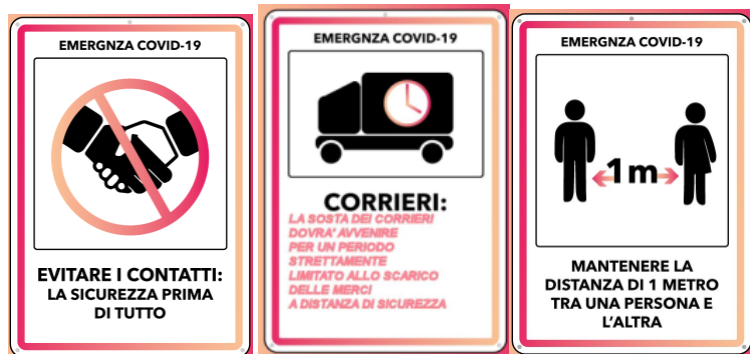 EMERGNZA COVID-19
EVITARE I CONTATTI:
LA SICUREZZA PRIMA
DI TUTTO
EMERGNZA COVID-19
CORRIERI:
LA SOSTA DEI CORRIERI
DOVRA' AVVENIRE
PER UN PERIODO
STRETTAMENTE
LIMITATO ALLO SCARICO
DELLE MERCI
A DISTANZA DI SICUREZZA
EMERGNZA COVID-19
1m
MANTENERE LA
DISTANZA DI 1 METRO
TRA UNA PERSONA E
L'ALTRA